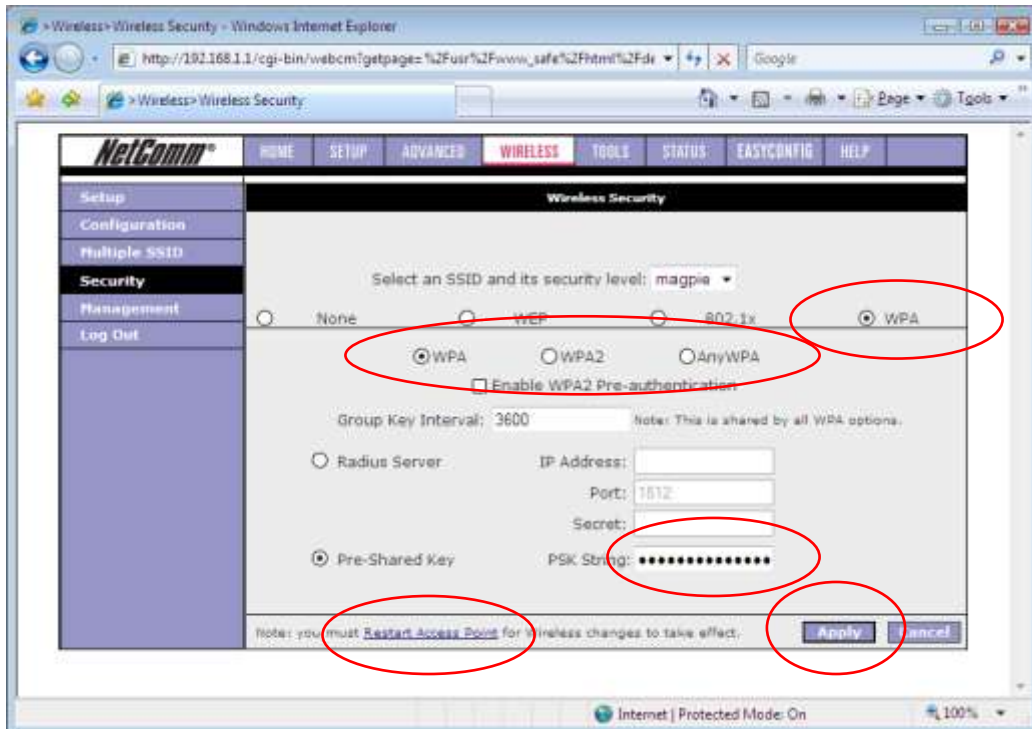 >Wireless>Wireless Security - Windows Internet Explorer
http://192.168.1.1/cgi-bin/webcm?getpage=%2Fusr%2Fwww_safe%2Fhtml%2Fde
Google
>Wireless>Wireless Security
Page Tools
NetComm®
HOME SETUP ADVANCED WIRELESS TOOLS STATUS EASYCONFIG HELP
Setup
Wireless Security
Configuration
Multiple SSID
Security
Select an SSID and its security level: magpie
Management
None WEP 802.1x WPA
Log Out
WPA WPA2 AnyWPA
Enable WPA2 Pre-authentication
Group Key Interval: 3600 Note: This is shared by all WPA options.
Radius Server IP Address:
Port: 1812
Secret:
Pre-Shared Key PSK String: ●●●●●●●●●●●●●●
Note: you must Restart Access Point for Wireless changes to take effect. Apply Cancel
Internet | Protected Mode: On 100%